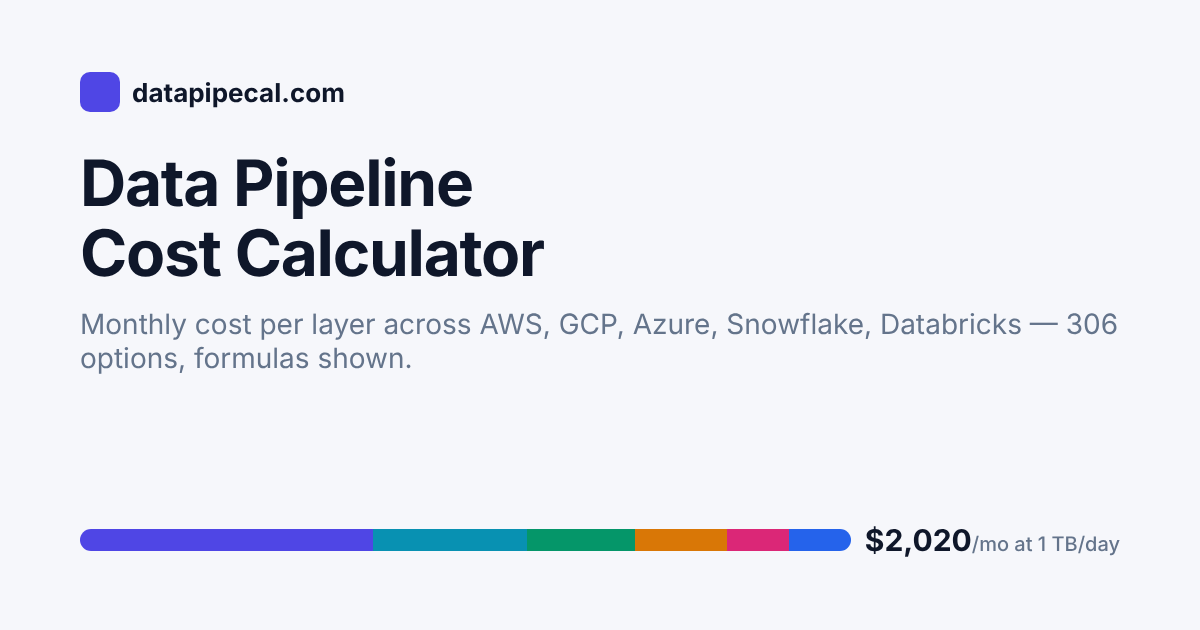 datapipecal.com
Data Pipeline
Cost Calculator
Monthly cost per layer across AWS, GCP, Azure, Snowflake, Databricks — 306
options, formulas shown.
$2,020/mo at 1 TB/day